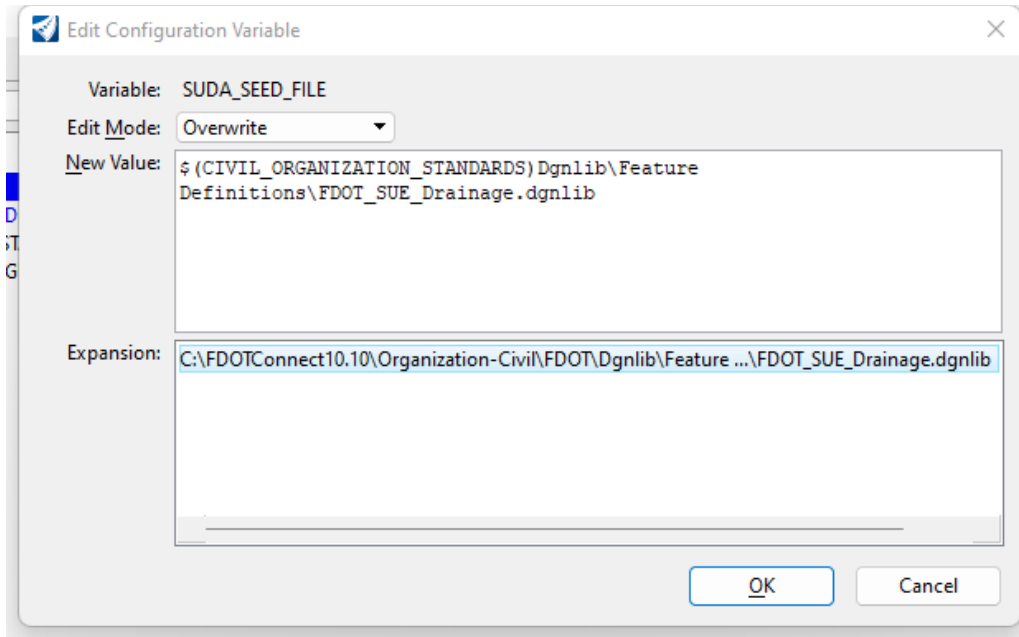 Edit Configuration Variable
Variable: SUDA_SEED_FILE
Edit Mode: Overwrite
New Value: $(CIVIL_ORGANIZATION_STANDARDS)Dgnlib\Feature
Definitions\FDOT_SUE_Drainage.dgnlib
D
ST
G
Expansion: C:\FDOTConnect10.10\Organization-Civil\FDOT\Dgnlib\Feature ...\FDOT_SUE_Drainage.dgnlib
OK Cancel